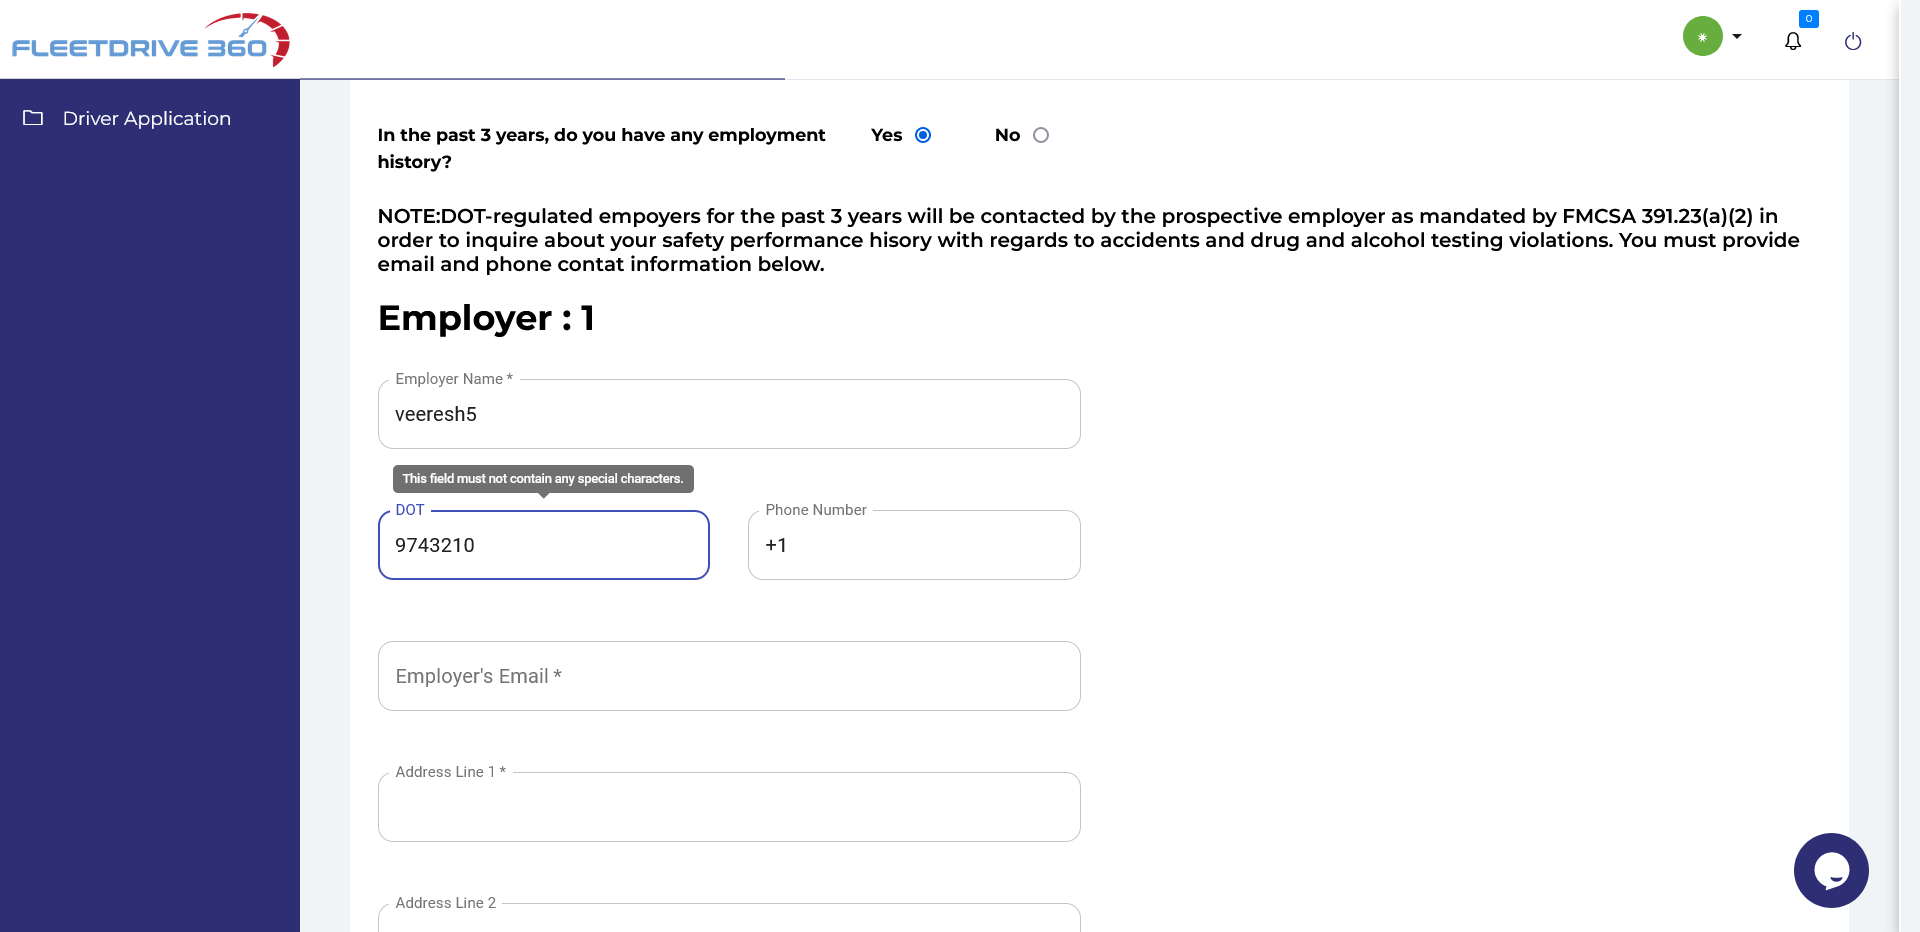 FLEETDRIVE 360
0
Driver Application
In the past 3 years, do you have any employment
history?
Yes
No
NOTE:DOT-regulated empoyers for the past 3 years will be contacted by the prospective employer as mandated by FMCSA 391.23(a)(2) in
order to inquire about your safety performance hisory with regards to accidents and drug and alcohol testing violations. You must provide
email and phone contat information below.
Employer : 1
Employer Name *
veeresh5
This field must not contain any special characters.
DOT
9743210
Phone Number
+1
Employer's Email *
Address Line 1 *
Address Line 2